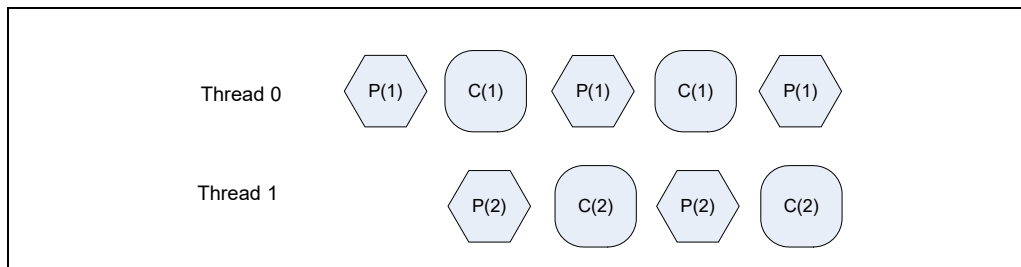 Thread 0 P(1) C(1) P(1) C(1) P(1)
Thread 1 P(2) C(2) P(2) C(2)